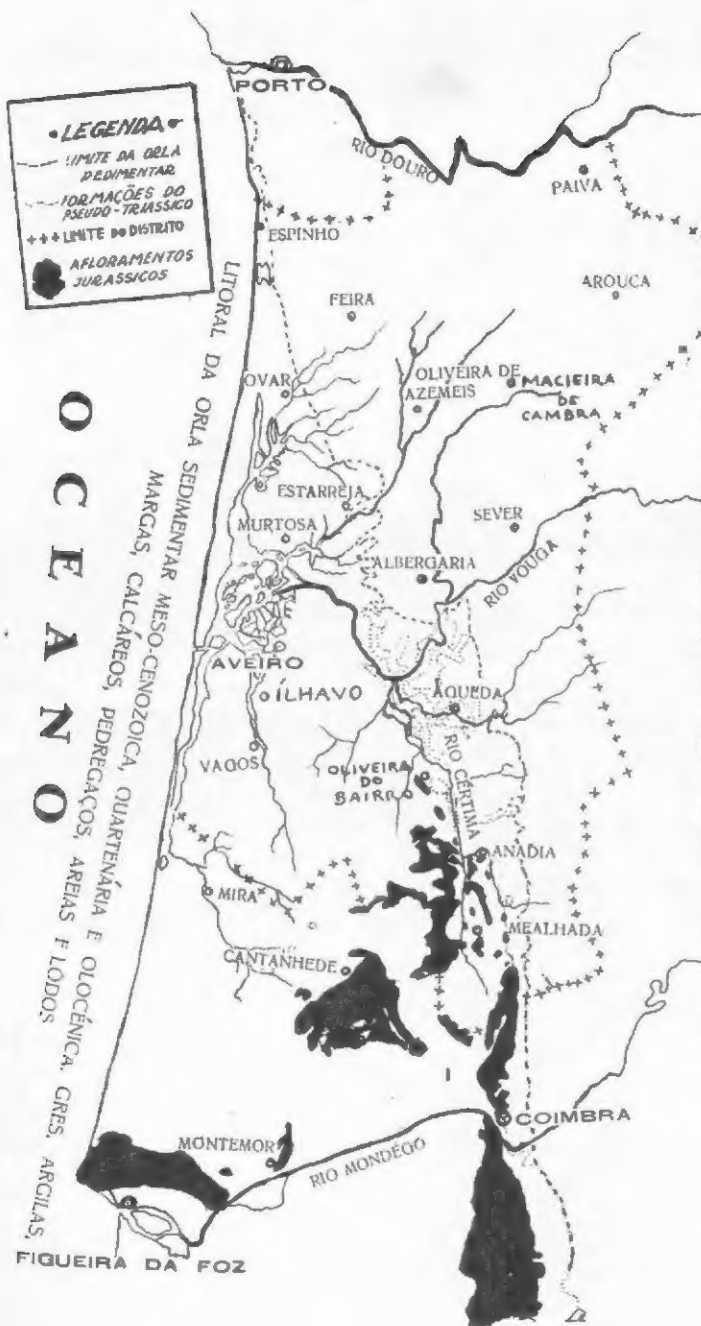 PORTO
• LEGENDA •
LIMITE DA ORLA
SEDIMENTAR
FORMAÇÕES DO
PSEUDO-TRIASSICO
+++ LIMITE DO DISTRITO
AFLORAMENTOS
JURASSICOS
RIO DOURO
PAIVA
ESPINHO
AROUCA
FEIRA
OVAR
OLIVEIRA DE
AZEMEIS
MACIEIRA
DE
CAMBRA
ESTARREJA
MURTOSA
SEVER
ALBERGARIA
RIO VOUGA
AVEIRO
ÍLHAVO
ÁGUEDA
VAGOS
OLIVEIRA
DO
BAIRRO
RIO CÉRTIMA
ANADIA
MIRA
MEALHADA
CANTANHEDE
COIMBRA
MONTEMOR
RIO MONDÉGO
FIGUEIRA DA FOZ
OCEANO
LITORAL DA ORLA SEDIMENTAR MESO-CENOZOICA, QUARTENÁRIA E OLOCÉNICA. GRES, ARGILAS,
MARGAS, CALCÁREOS, PEDREGAÇOS, AREIAS E LODOS